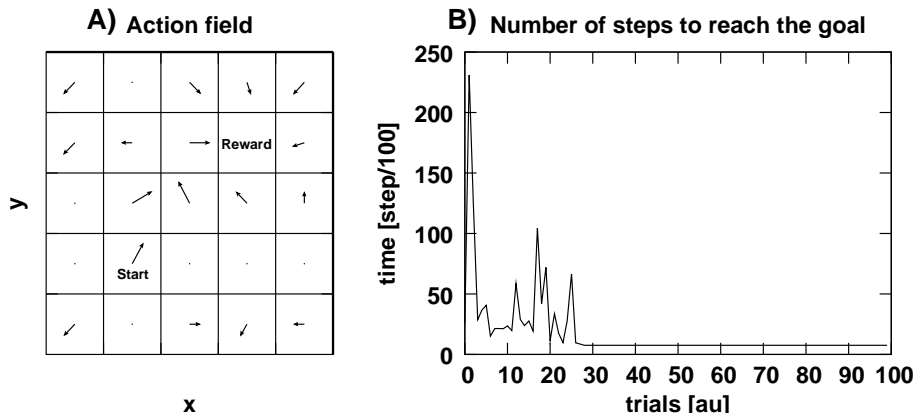 A) Action field
Reward
Start
y
x
B) Number of steps to reach the goal
250
200
150
100
50
0
time [step/100]
0 10 20 30 40 50 60 70 80 90 100
trials [au]